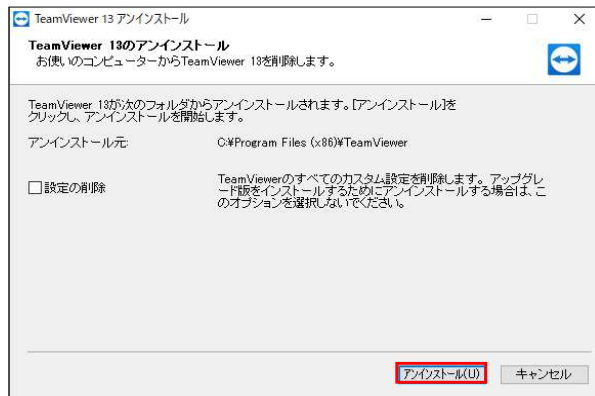 TeamViewer 13 アンインストール
TeamViewer 13のアンインストール
お使いのコンピューターからTeamViewer 13を削除します。
TeamViewer 13が次のフォルダからアンインストールされます。[アンインストール]を
クリックし、アンインストールを開始します。
アンインストール元:
C:¥Program Files (x86)¥TeamViewer
設定の削除
TeamViewerのすべてのカスタム設定を削除します。アップグレ
ード版をインストールするためにアンインストールする場合は、こ
のオプションを選択しないでください。
アンインストール(U)
キャンセル